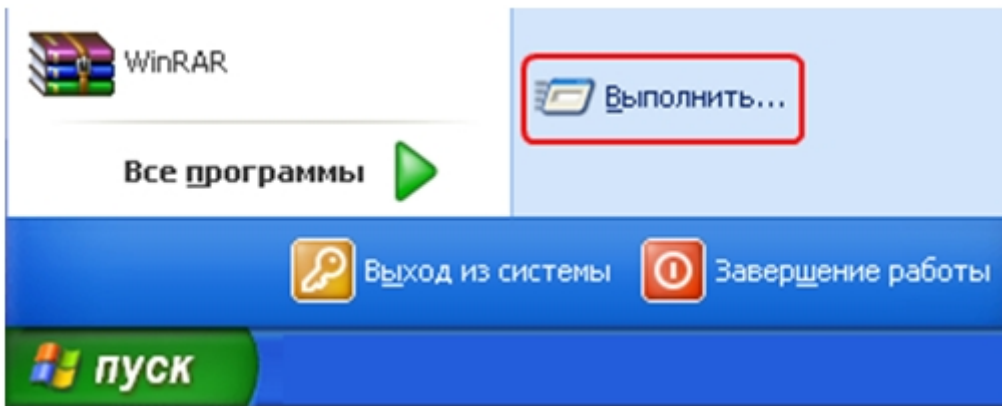 WinRAR
Выполнить...
Все программы
Выход из системы
Завершение работы
пуск